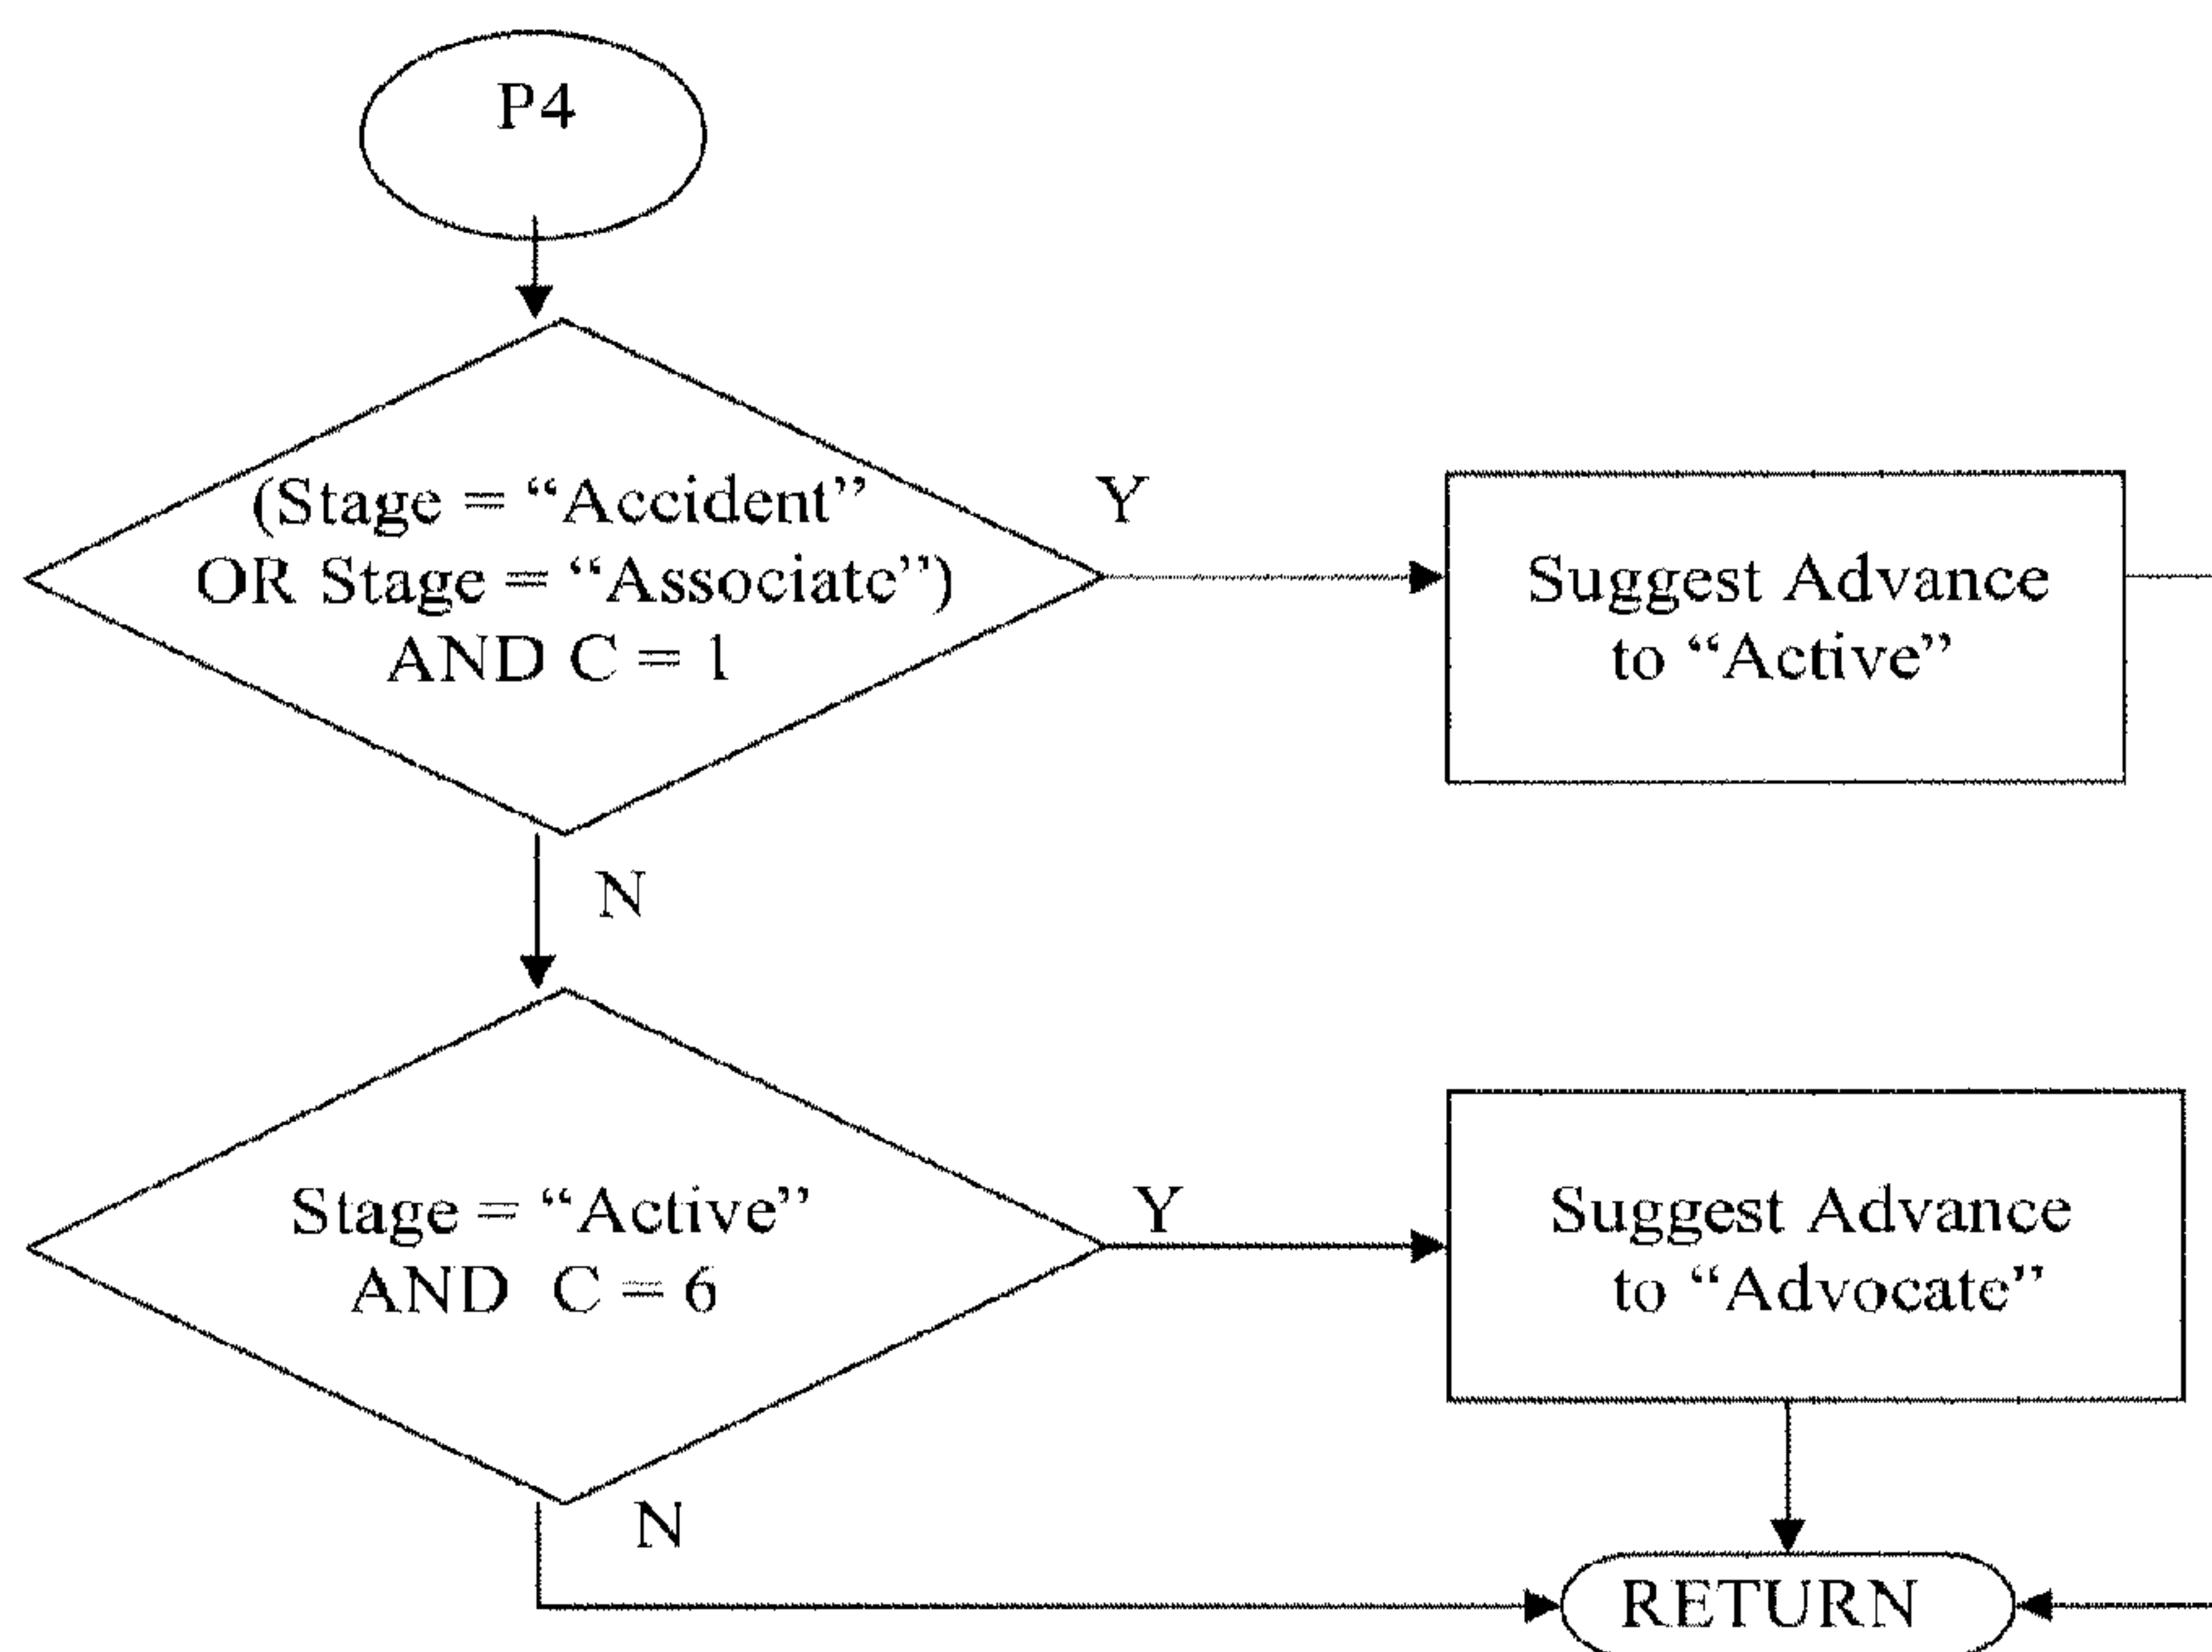 P4
(Stage = “Accident”
OR Stage = “Associate”)
AND C = 1
Y
Suggest Advance
to “Active”
N
Stage = “Active”
AND C = 6
Y
Suggest Advance
to “Advocate”
N
RETURN